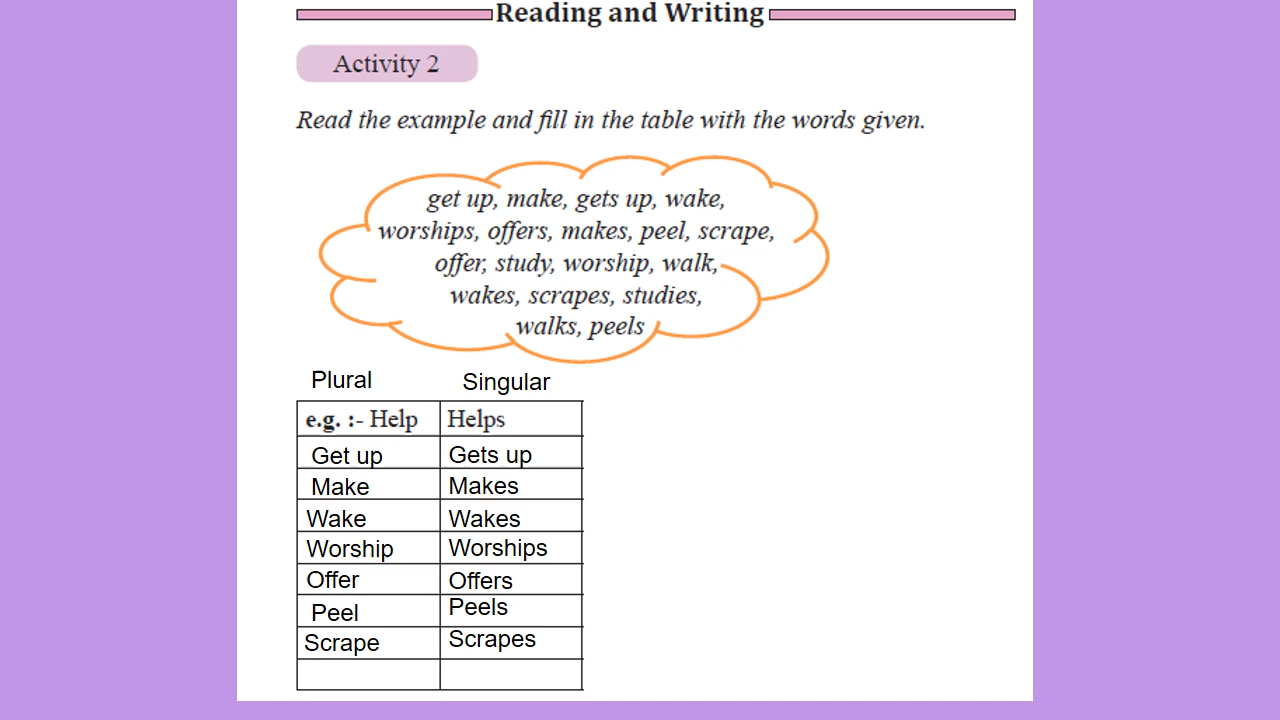 Reading and Writing
Activity 2
Read the example and fill in the table with the words given.
get up, make, gets up, wake,
worships, offers, makes, peel, scrape,
offer, study, worship, walk,
wakes, scrapes, studies,
walks, peels
Plural Singular
e.g. :- Help Helps
Get up Gets up
Make Makes
Wake Wakes
Worship Worships
Offer Offers
Peel Peels
Scrape Scrapes